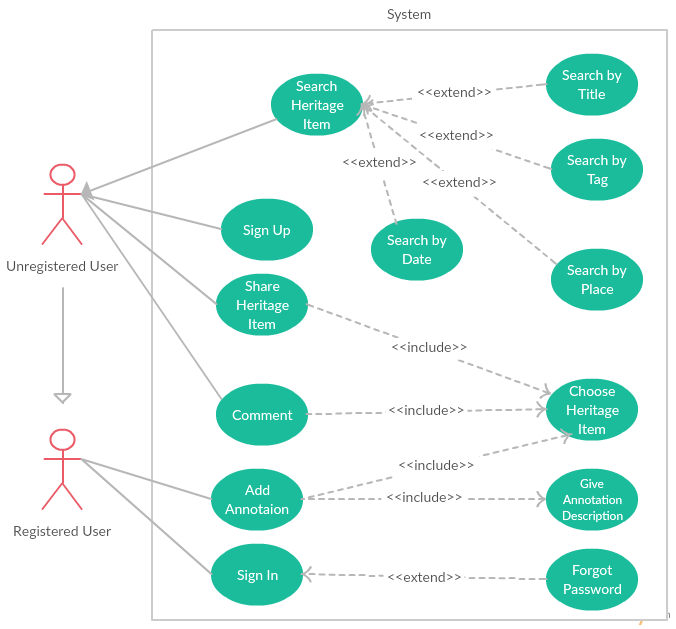 System
Search
Heritage
Item
<<extend>>
Search by
Title
<<extend>>
Search by
Tag
<<extend>>
<<extend>>
Search by
Date
Search by
Place
Unregistered User
Sign Up
Share
Heritage
Item
<<include>>
Choose
Heritage
Item
Comment
<<include>>
<<include>>
Add
Annotaion
<<include>>
Give
Annotation
Description
Registered User
Sign In
<<extend>>
Forgot
Password